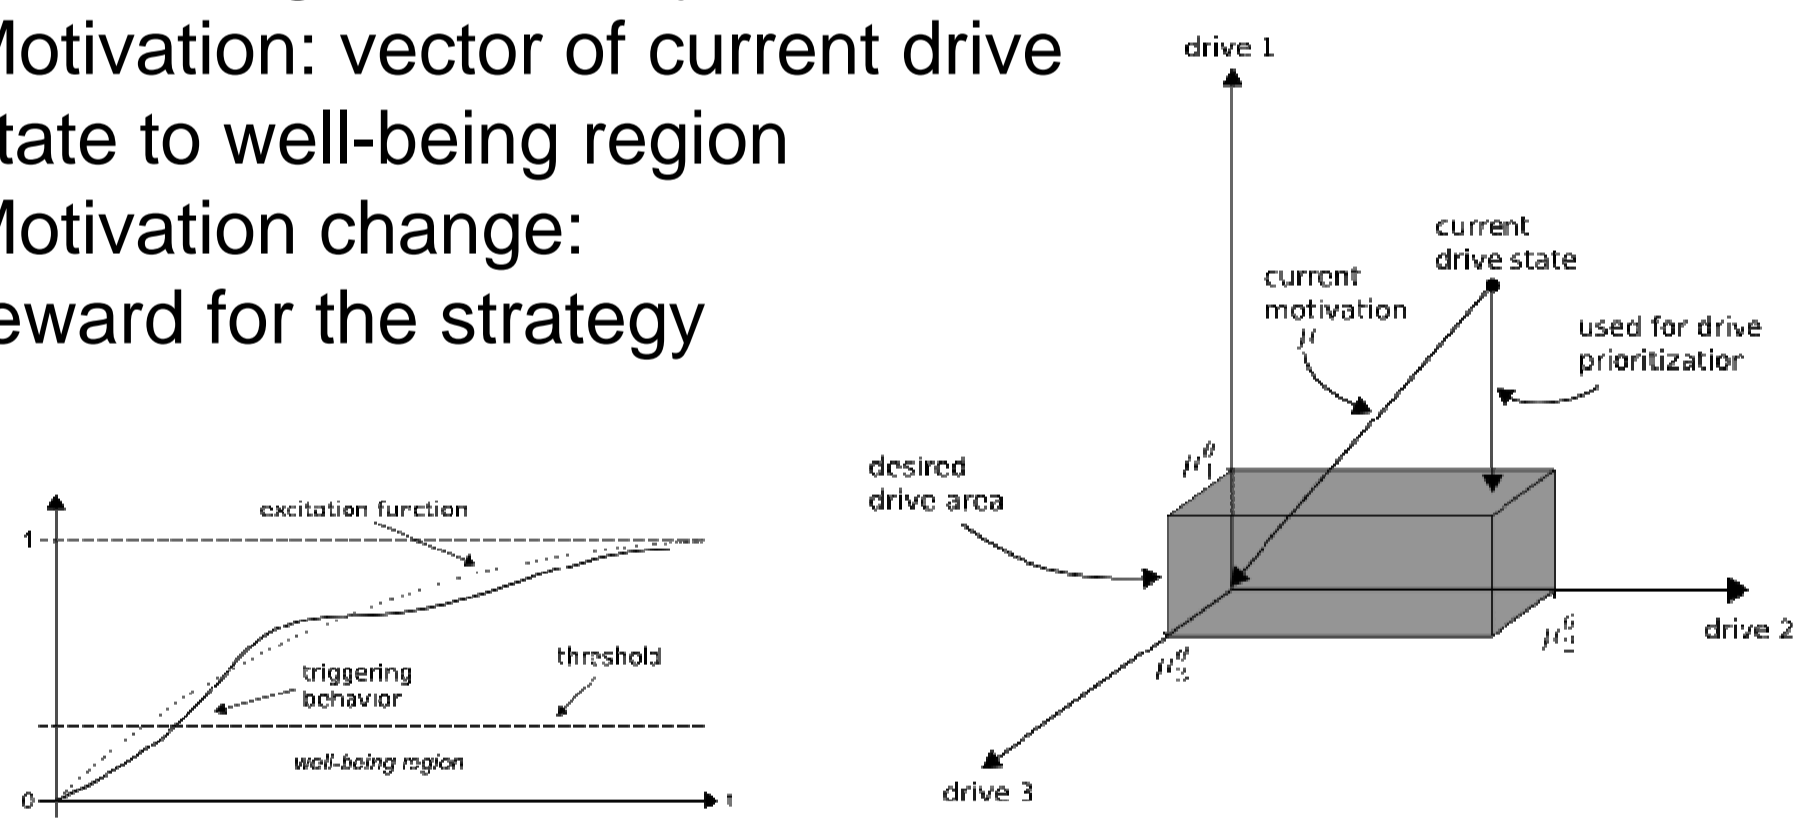 Motivation: vector of current drive
tate to well-being region
Motivation change:
eward for the strategy
drive 1
current
drive state
current
motivation
μ
used for drive
prioritization
desired
drive area
drive 2
drive 3
excitation function
1
triggering
behavior
threshold
well-being region
0
t